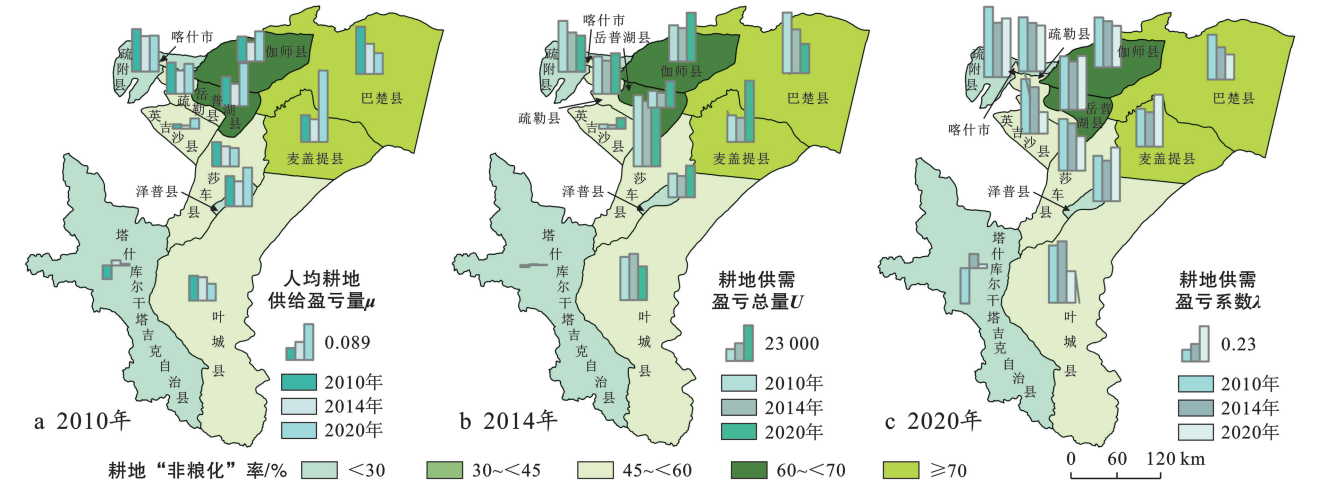 喀什市
疏附县
伽师县
岳普湖县
疏勒县
巴楚县
英吉沙县
麦盖提县
莎车县
泽普县
塔什库尔干塔吉克自治县
叶城县
人均耕地
供给盈亏量μ
0.089
2010年
2014年
2020年
a 2010年
喀什市
岳普湖县
疏附县
伽师县
巴楚县
疏勒县
英吉沙县
麦盖提县
莎车县
泽普县
塔什库尔干塔吉克自治县
叶城县
耕地供需
盈亏总量U
23 000
2010年
2014年
2020年
b 2014年
疏勒县
疏附县
伽师县
巴楚县
岳普湖县
喀什市
英吉沙县
麦盖提县
莎车县
泽普县
塔什库尔干塔吉克自治县
叶城县
耕地供需
盈亏系数λ
0.23
2010年
2014年
2020年
c 2020年
耕地“非粮化”率/% <30 30~<45 45~<60 60~<70 ≥70
0 60 120 km